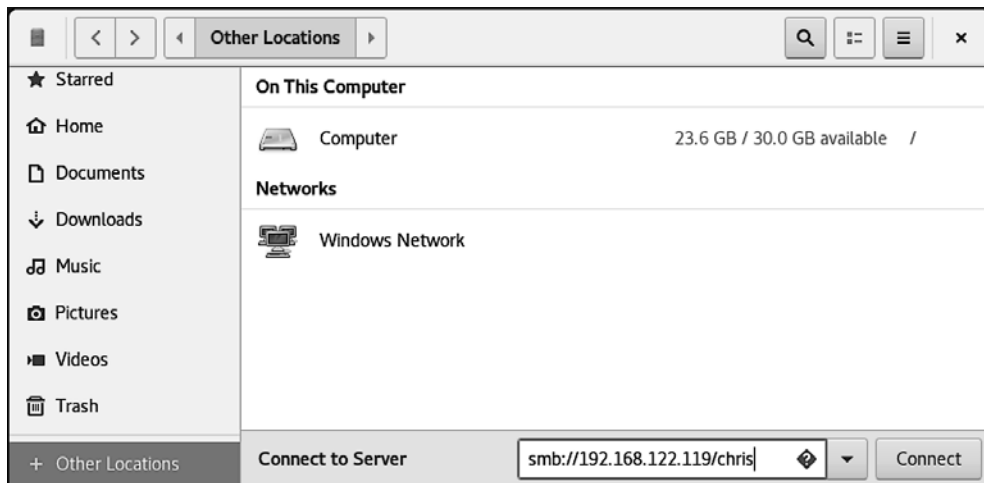 Other Locations
Starred
Home
Documents
Downloads
Music
Pictures
Videos
Trash
+ Other Locations
On This Computer
Computer 23.6 GB / 30.0 GB available /
Networks
Windows Network
Connect to Server smb://192.168.122.119/chris Connect